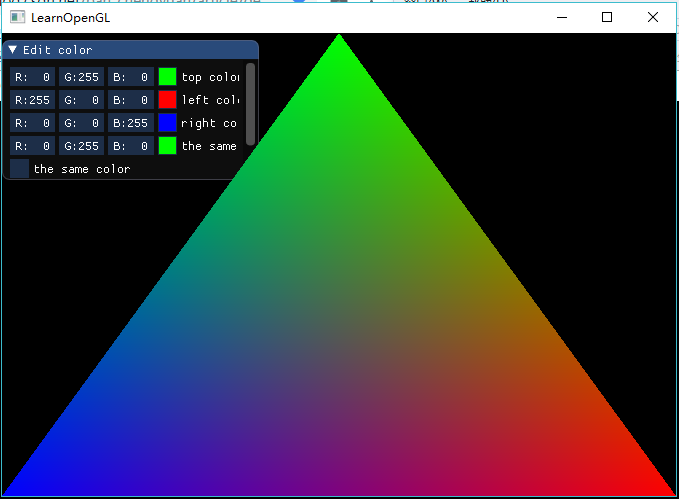 LearnOpenGL
Edit color
R: 0 G:255 B: 0 top color
R:255 G: 0 B: 0 left col
R: 0 G: 0 B:255 right co
R: 0 G:255 B: 0 the same
the same color